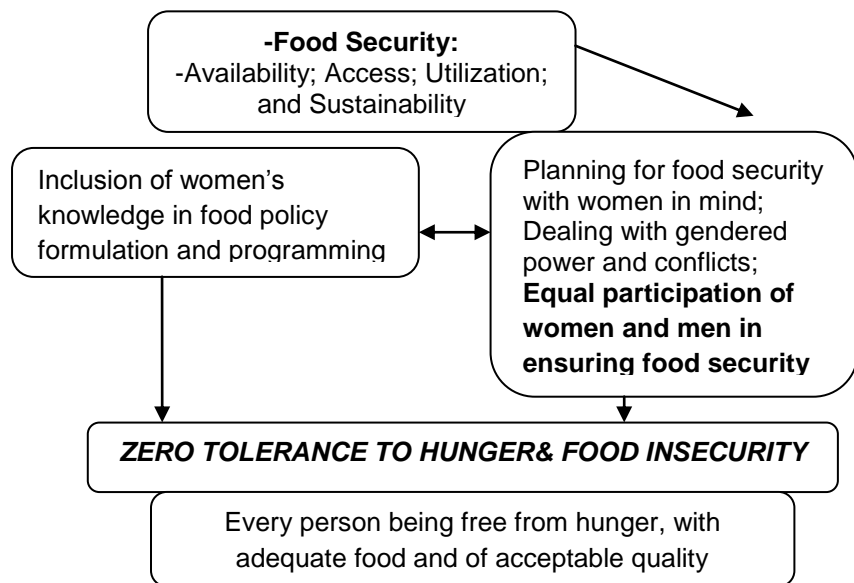 -Food Security:
-Availability; Access; Utilization;
and Sustainability
Inclusion of women’s
knowledge in food policy
formulation and programming
Planning for food security
with women in mind;
Dealing with gendered
power and conflicts;
Equal participation of
women and men in
ensuring food security
ZERO TOLERANCE TO HUNGER& FOOD INSECURITY
Every person being free from hunger, with
adequate food and of acceptable quality